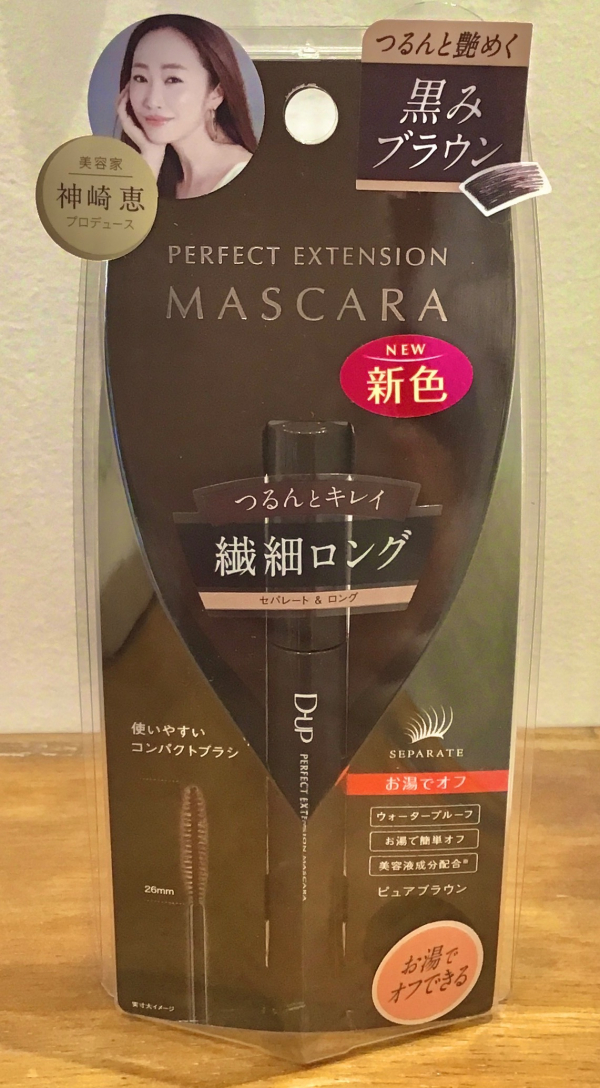 つるんと艶めく
黒み
ブラウン
美容家
神崎恵
プロデュース
PERFECT EXTENSION
MASCARA
NEW
新色
つるんとキレイ
繊細ロング
セパレート & ロング
D-UP PERFECT EXTENSION MASCARA
使いやすい
コンパクトブラシ
26mm
実寸大イメージ
SEPARATE
お湯でオフ
ウォータープルーフ
お湯で簡単オフ
美容液成分配合※
ピュアブラウン
お湯で
オフできる